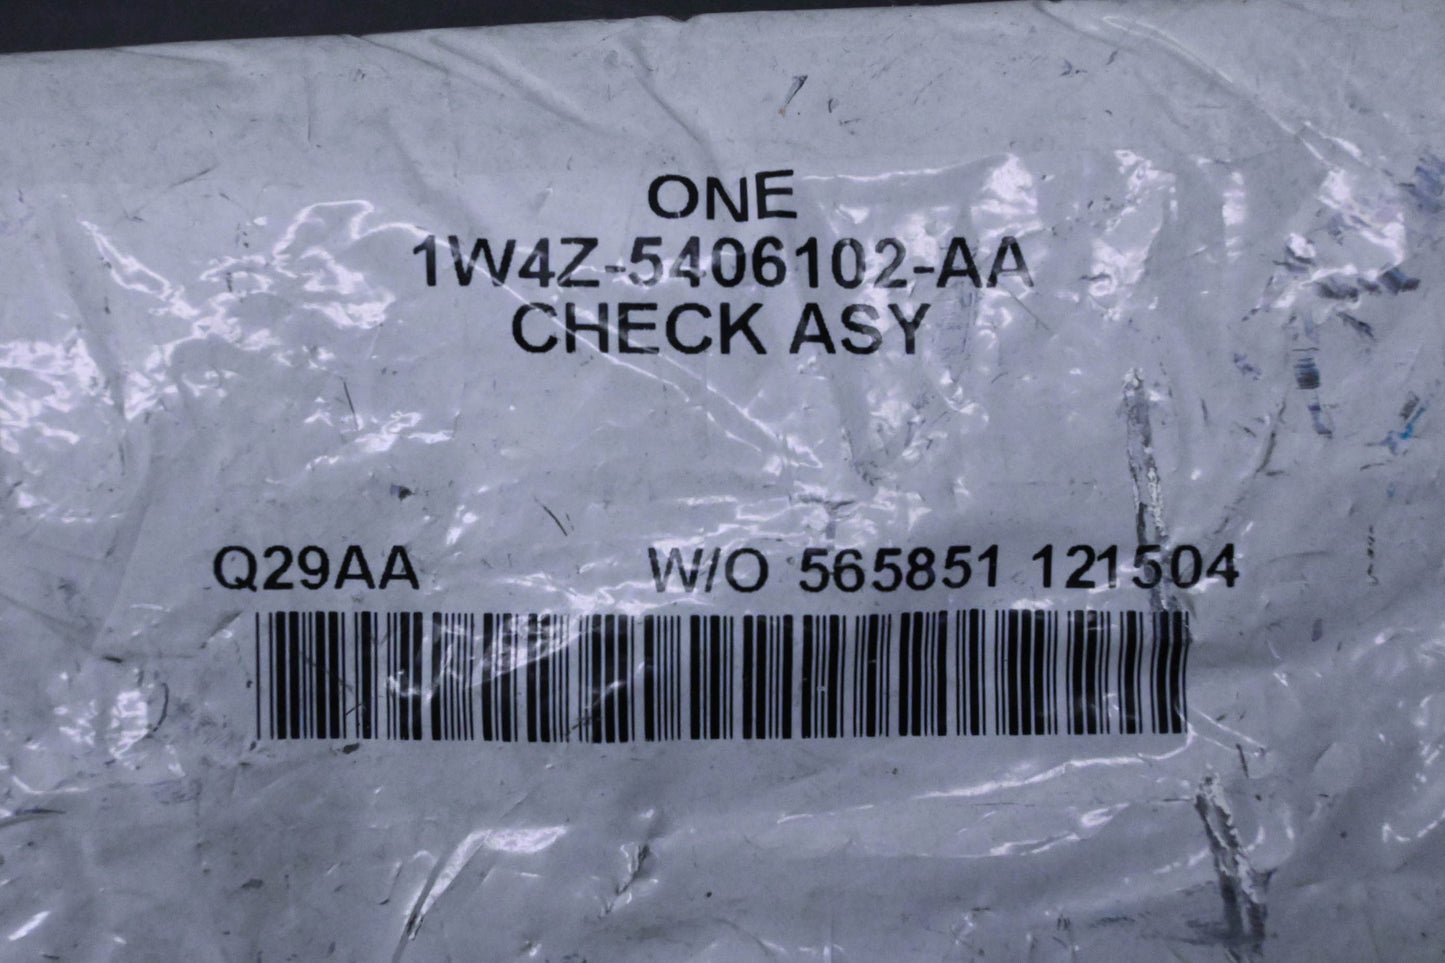 ONE
1W4Z-5406102-AA
CHECK ASY
Q29AA W/O 565851 121504